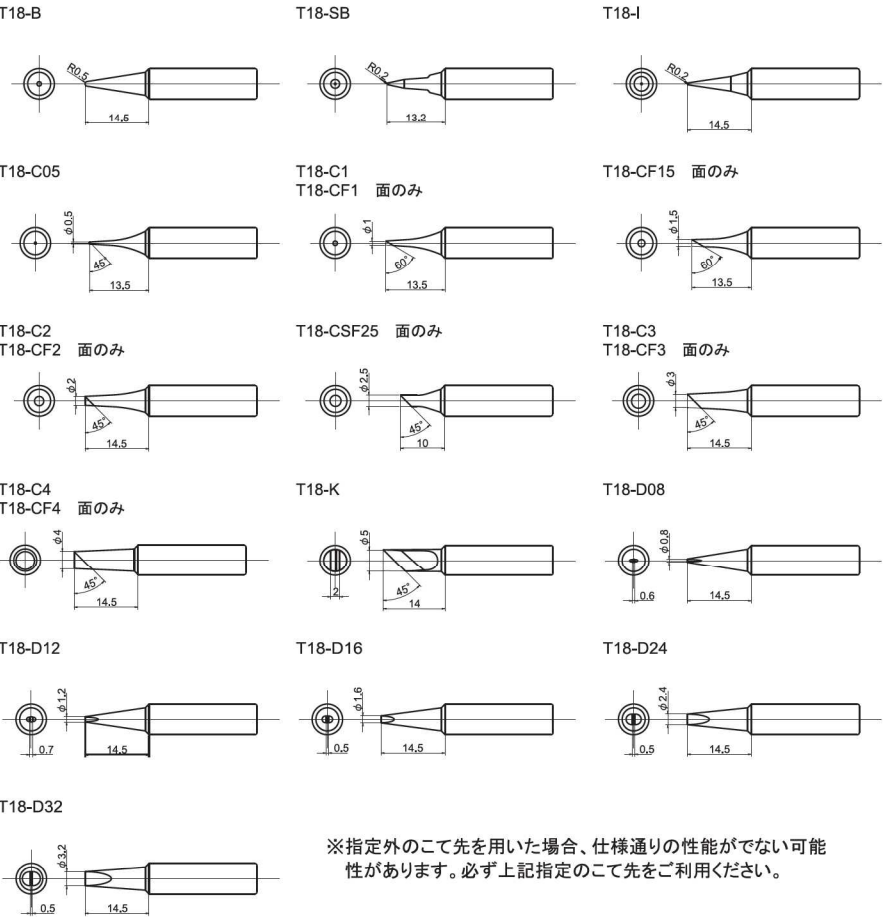 T18-B
T18-SB
T18-I
R0.5
14.5
R0.2
13.2
R0.2
14.5
T18-C05
T18-C1
T18-CF1 面のみ
T18-CF15 面のみ
φ0.5
45°
13.5
φ1
60°
13.5
φ1.5
60°
13.5
T18-C2
T18-CF2 面のみ
T18-CSF25 面のみ
T18-C3
T18-CF3 面のみ
φ2
45°
14.5
φ2.5
45°
10
φ3
45°
14.5
T18-C4
T18-CF4 面のみ
T18-K
T18-D08
φ4
45°
14.5
φ5
2
45°
14
φ0.8
0.6
14.5
T18-D12
T18-D16
T18-D24
φ1.2
0.7
14.5
φ1.6
0.5
14.5
φ2.4
0.5
14.5
T18-D32
φ3.2
0.5
14.5
※指定外のこて先を用いた場合、仕様通りの性能がでない可能
性があります。必ず上記指定のこて先をご利用ください。